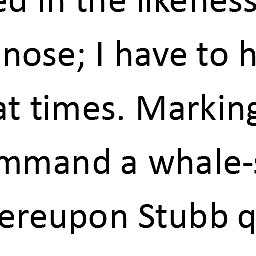 ed in the likeness
nose; I have to h
at times. Marking
mmand a whale-s
ereupon Stubb q